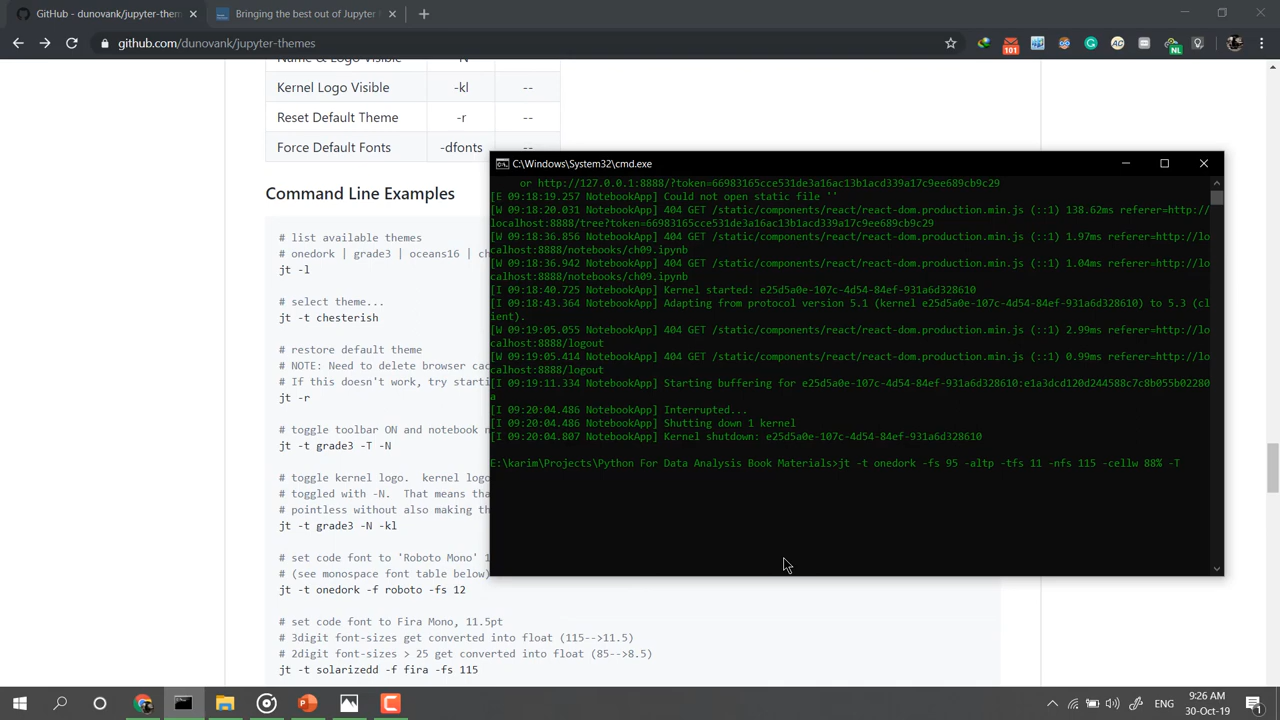 GitHub - dunovank/jupyter-them
Bringing the best out of Jupyter
github.com/dunovank/jupyter-themes
101
AG
NL
Name & Logo Visible -N
Kernel Logo Visible -kl --
Reset Default Theme -r --
Force Default Fonts -dfonts --
Command Line Examples
# list available themes
# onedork | grade3 | oceans16 | ch
jt -l
# select theme...
jt -t chesterish
# restore default theme
# NOTE: Need to delete browser cac
# If this doesn't work, try starti
jt -r
# toggle toolbar ON and notebook n
jt -t grade3 -T -N
# toggle kernel logo. kernel logo
# toggled with -N. That means tha
# pointless without also making th
jt -t grade3 -N -kl
# set code font to 'Roboto Mono' 1
# (see monospace font table below)
jt -t onedork -f roboto -fs 12
# set code font to Fira Mono, 11.5pt
# 3digit font-sizes get converted into float (115-->11.5)
# 2digit font-sizes > 25 get converted into float (85-->8.5)
jt -t solarizedd -f fira -fs 115
C:\Windows\System32\cmd.exe
or http://127.0.0.1:8888/?token=66983165cce531de3a16ac13b1acd339a17c9ee689cb9c29
[E 09:18:19.257 NotebookApp] Could not open static file ''
[W 09:18:20.031 NotebookApp] 404 GET /static/components/react/react-dom.production.min.js (::1) 138.62ms referer=http://
localhost:8888/tree?token=66983165cce531de3a16ac13b1acd339a17c9ee689cb9c29
[W 09:18:36.856 NotebookApp] 404 GET /static/components/react/react-dom.production.min.js (::1) 1.97ms referer=http://lo
calhost:8888/notebooks/ch09.ipynb
[W 09:18:36.942 NotebookApp] 404 GET /static/components/react/react-dom.production.min.js (::1) 1.04ms referer=http://lo
calhost:8888/notebooks/ch09.ipynb
[I 09:18:40.725 NotebookApp] Kernel started: e25d5a0e-107c-4d54-84ef-931a6d328610
[I 09:18:43.364 NotebookApp] Adapting from protocol version 5.1 (kernel e25d5a0e-107c-4d54-84ef-931a6d328610) to 5.3 (cl
ient).
[W 09:19:05.055 NotebookApp] 404 GET /static/components/react/react-dom.production.min.js (::1) 2.99ms referer=http://lo
calhost:8888/logout
[W 09:19:05.414 NotebookApp] 404 GET /static/components/react/react-dom.production.min.js (::1) 0.99ms referer=http://lo
calhost:8888/logout
[I 09:19:11.334 NotebookApp] Starting buffering for e25d5a0e-107c-4d54-84ef-931a6d328610:e1a3dcd120d244588c7c8b055b02280
a
[I 09:20:04.486 NotebookApp] Interrupted...
[I 09:20:04.486 NotebookApp] Shutting down 1 kernel
[I 09:20:04.807 NotebookApp] Kernel shutdown: e25d5a0e-107c-4d54-84ef-931a6d328610
E:\karim\Projects\Python For Data Analysis Book Materials>jt -t onedork -fs 95 -altp -tfs 11 -nfs 115 -cellw 88% -T
ENG
9:26 AM
30-Oct-19
1